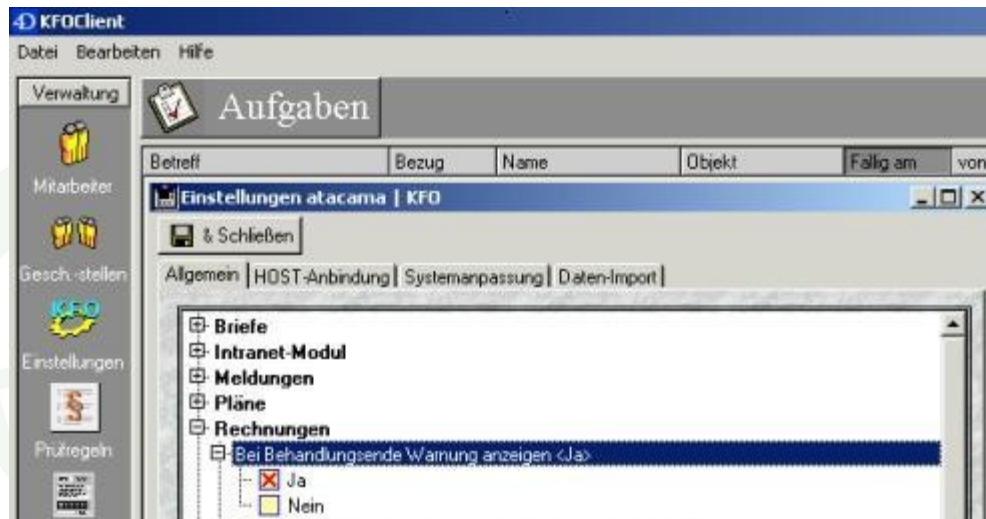 4D KFOClient
Datei Bearbeiten Hilfe
Verwaltung
Mitarbeiter
Gesch.-stellen
KFO
Einstellungen
§
Prüfregeln
Aufgaben
Betreff Bezug Name Objekt Fällig am von
Einstellungen atacama | KFO
& Schließen
Allgemein HOST-Anbindung Systemanpassung Daten-Import
Briefe
Intranet-Modul
Meldungen
Pläne
Rechnungen
Bei Behandlungsende Warnung anzeigen <Ja>
Ja
Nein